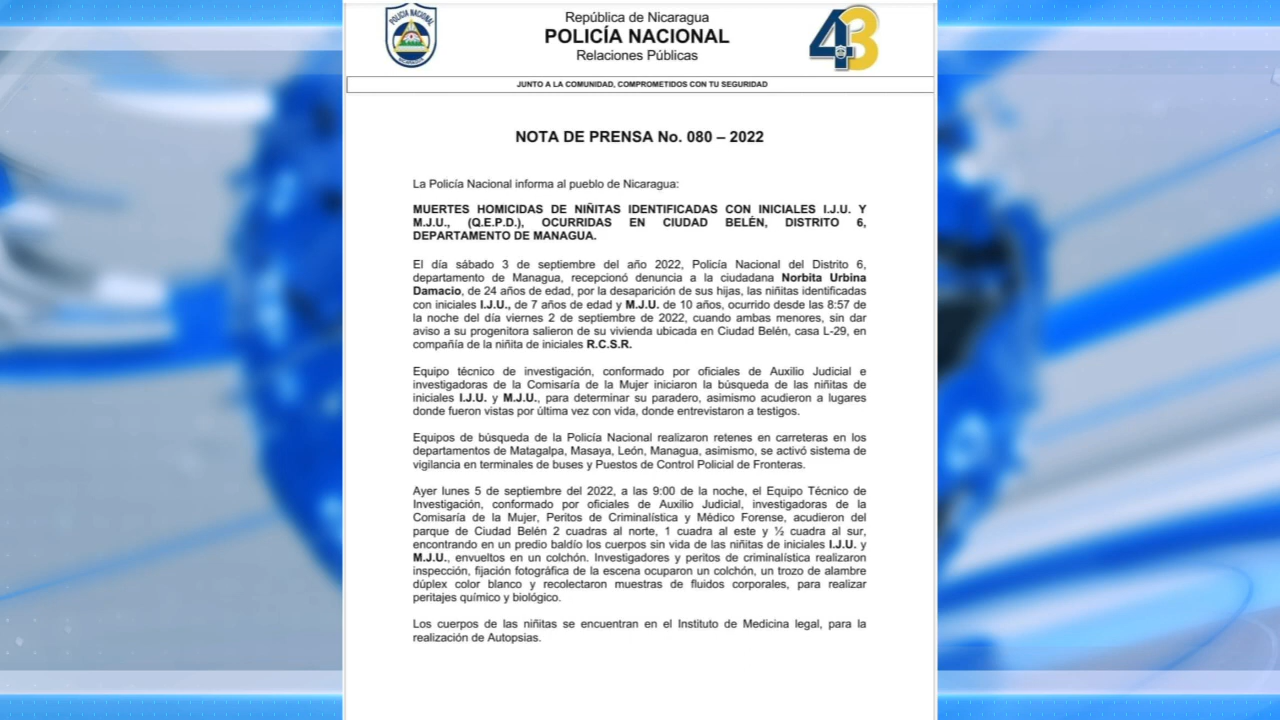 POLICIA NACIONAL
República de Nicaragua
POLICÍA NACIONAL
Relaciones Públicas
43
JUNTO A LA COMUNIDAD, COMPROMETIDOS CON TU SEGURIDAD
NOTA DE PRENSA No. 080 – 2022
La Policía Nacional informa al pueblo de Nicaragua:
MUERTES HOMICIDAS DE NIÑITAS IDENTIFICADAS CON INICIALES I.J.U. Y
M.J.U., (Q.E.P.D.), OCURRIDAS EN CIUDAD BELÉN, DISTRITO 6,
DEPARTAMENTO DE MANAGUA.
El día sábado 3 de septiembre del año 2022, Policía Nacional del Distrito 6,
departamento de Managua, recepcionó denuncia a la ciudadana Norbita Urbina
Damacio, de 24 años de edad, por la desaparición de sus hijas, las niñitas identificadas
con iniciales I.J.U., de 7 años de edad y M.J.U. de 10 años, ocurrido desde las 8:57 de
la noche del día viernes 2 de septiembre de 2022, cuando ambas menores, sin dar
aviso a su progenitora salieron de su vivienda ubicada en Ciudad Belén, casa L-29, en
compañía de la niñita de iniciales R.C.S.R.
Equipo técnico de investigación, conformado por oficiales de Auxilio Judicial e
investigadoras de la Comisaría de la Mujer iniciaron la búsqueda de las niñitas de
iniciales I.J.U. y M.J.U., para determinar su paradero, asimismo acudieron a lugares
donde fueron vistas por última vez con vida, donde entrevistaron a testigos.
Equipos de búsqueda de la Policía Nacional realizaron retenes en carreteras en los
departamentos de Matagalpa, Masaya, León, Managua, asimismo, se activó sistema de
vigilancia en terminales de buses y Puestos de Control Policial de Fronteras.
Ayer lunes 5 de septiembre del 2022, a las 9:00 de la noche, el Equipo Técnico de
Investigación, conformado por oficiales de Auxilio Judicial, investigadoras de la
Comisaría de la Mujer, Peritos de Criminalística y Médico Forense, acudieron del
parque de Ciudad Belén 2 cuadras al norte, 1 cuadra al este y ½ cuadra al sur,
encontrando en un predio baldío los cuerpos sin vida de las niñitas de iniciales I.J.U. y
M.J.U., envueltos en un colchón. Investigadores y peritos de criminalística realizaron
inspección, fijación fotográfica de la escena ocuparon un colchón, un trozo de alambre
dúplex color blanco y recolectaron muestras de fluidos corporales, para realizar
peritajes químico y biológico.
Los cuerpos de las niñitas se encuentran en el Instituto de Medicina legal, para la
realización de Autopsias.